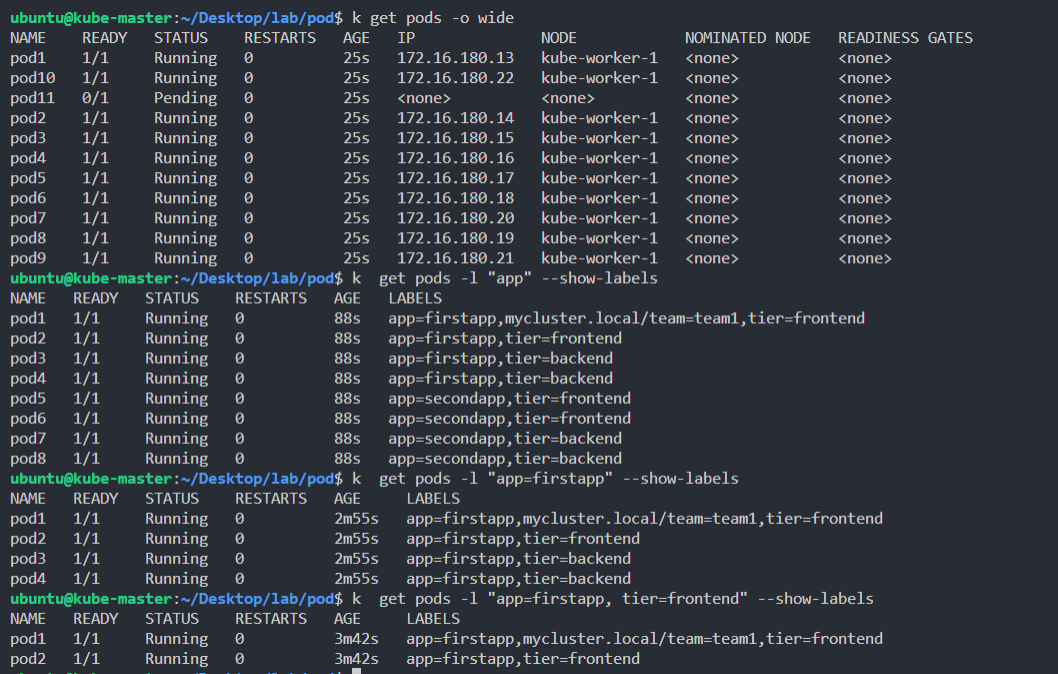 ubuntu@kube-master:~/Desktop/lab/pod$ k get pods -o wide
NAME READY STATUS RESTARTS AGE IP NODE NOMINATED NODE READINESS GATES
pod1 1/1 Running 0 25s 172.16.180.13 kube-worker-1 <none> <none>
pod10 1/1 Running 0 25s 172.16.180.22 kube-worker-1 <none> <none>
pod11 0/1 Pending 0 25s <none> <none> <none> <none>
pod2 1/1 Running 0 25s 172.16.180.14 kube-worker-1 <none> <none>
pod3 1/1 Running 0 25s 172.16.180.15 kube-worker-1 <none> <none>
pod4 1/1 Running 0 25s 172.16.180.16 kube-worker-1 <none> <none>
pod5 1/1 Running 0 25s 172.16.180.17 kube-worker-1 <none> <none>
pod6 1/1 Running 0 25s 172.16.180.18 kube-worker-1 <none> <none>
pod7 1/1 Running 0 25s 172.16.180.20 kube-worker-1 <none> <none>
pod8 1/1 Running 0 25s 172.16.180.19 kube-worker-1 <none> <none>
pod9 1/1 Running 0 25s 172.16.180.21 kube-worker-1 <none> <none>
ubuntu@kube-master:~/Desktop/lab/pod$ k  get pods -l "app" --show-labels
NAME READY STATUS RESTARTS AGE LABELS
pod1 1/1 Running 0 88s app=firstapp,mycluster.local/team=team1,tier=frontend
pod2 1/1 Running 0 88s app=firstapp,tier=frontend
pod3 1/1 Running 0 88s app=firstapp,tier=backend
pod4 1/1 Running 0 88s app=firstapp,tier=backend
pod5 1/1 Running 0 88s app=secondapp,tier=frontend
pod6 1/1 Running 0 88s app=secondapp,tier=frontend
pod7 1/1 Running 0 88s app=secondapp,tier=backend
pod8 1/1 Running 0 88s app=secondapp,tier=backend
ubuntu@kube-master:~/Desktop/lab/pod$ k  get pods -l "app=firstapp" --show-labels
NAME READY STATUS RESTARTS AGE LABELS
pod1 1/1 Running 0 2m55s app=firstapp,mycluster.local/team=team1,tier=frontend
pod2 1/1 Running 0 2m55s app=firstapp,tier=frontend
pod3 1/1 Running 0 2m55s app=firstapp,tier=backend
pod4 1/1 Running 0 2m55s app=firstapp,tier=backend
ubuntu@kube-master:~/Desktop/lab/pod$ k  get pods -l "app=firstapp, tier=frontend" --show-labels
NAME READY STATUS RESTARTS AGE LABELS
pod1 1/1 Running 0 3m42s app=firstapp,mycluster.local/team=team1,tier=frontend
pod2 1/1 Running 0 3m42s app=firstapp,tier=frontend